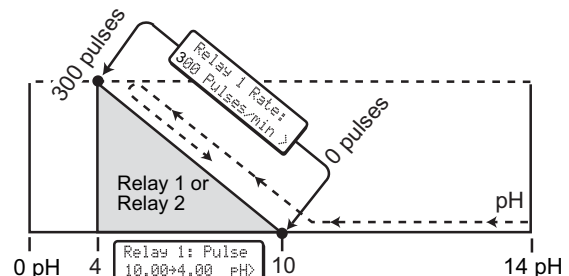 300 pulses
Relay 1 Rate:
300 Pulses/min >
0 pulses
Relay 1 or
Relay 2
pH
0 pH
4
Relay 1: Pulse
10.00→4.00 pH>
10
14 pH